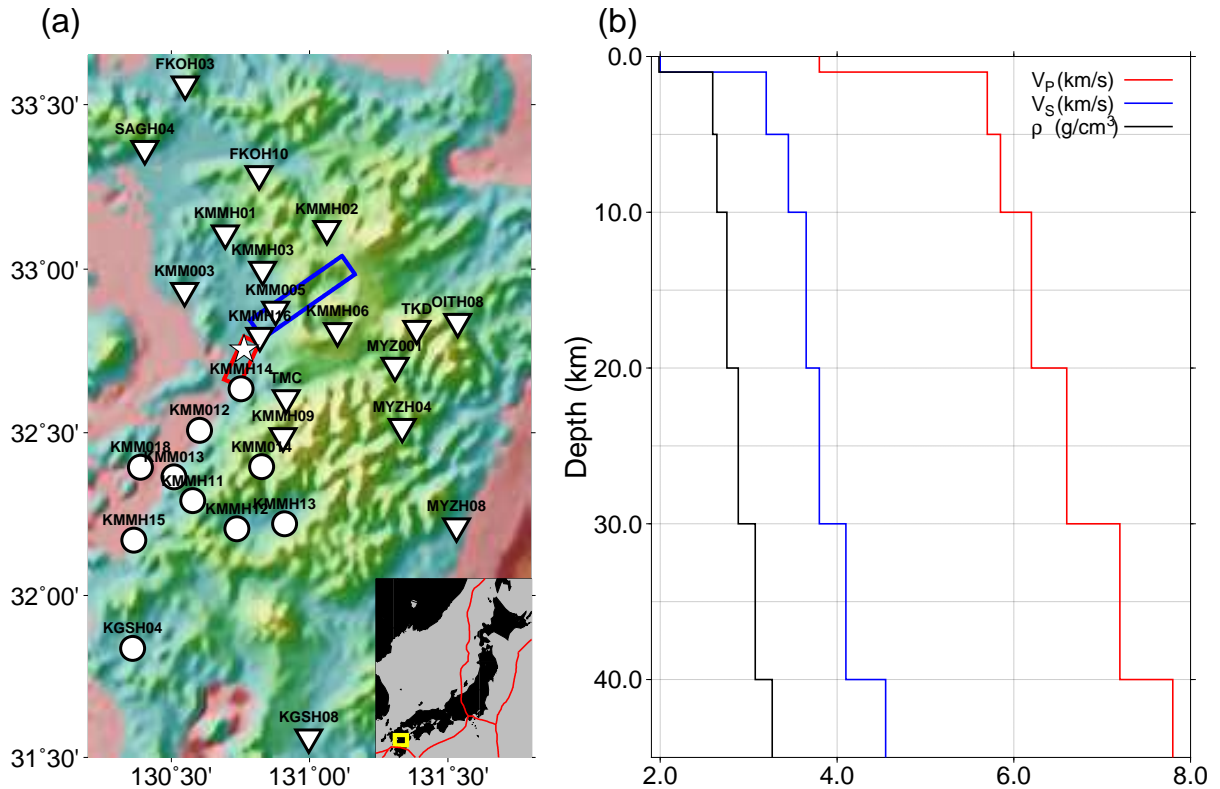 (a)
FKOH03
33˚30'
SAGH04
FKOH10
KMMH01
KMMH02
KMMH03
33˚00'
KMM003
KMM005
KMMH16
KMMH06
TKD
OITH08
MYZ001
KMMH14
TMC
KMM012
KMMH09
MYZH04
32˚30'
KMM018
KMM013
KMM014
KMMH11
KMMH12
KMMH13
KMMH15
MYZH08
32˚00'
KGSH04
KGSH08
31˚30'
130˚30' 131˚00' 131˚30'
(b)
0.0
V_P (km/s)
V_S (km/s)
ρ (g/cm³)
10.0
20.0
Depth (km)
30.0
40.0
2.0 4.0 6.0 8.0